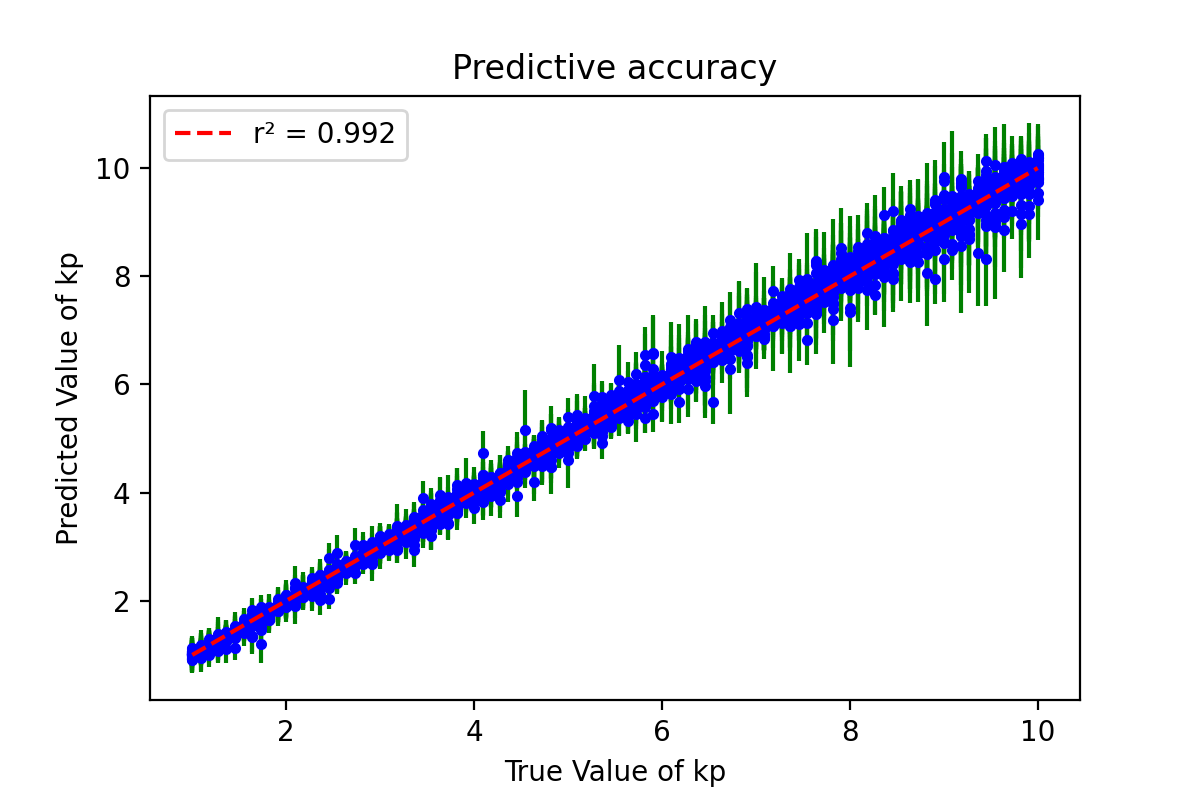 Predictive accuracy
r² = 0.992
10
8
6
4
2
Predicted Value of kp
2 4 6 8 10
True Value of kp